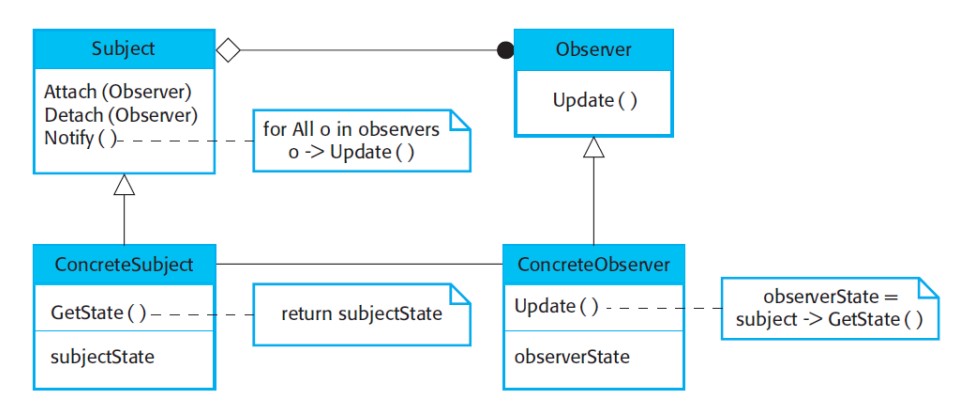 Subject
Observer
Attach (Observer)
Detach (Observer)
Notify ( )
Update ( )
for All o in observers
o -> Update ( )
ConcreteSubject
ConcreteObserver
GetState ( )
return subjectState
Update ( )
observerState =
subject -> GetState ( )
subjectState
observerState